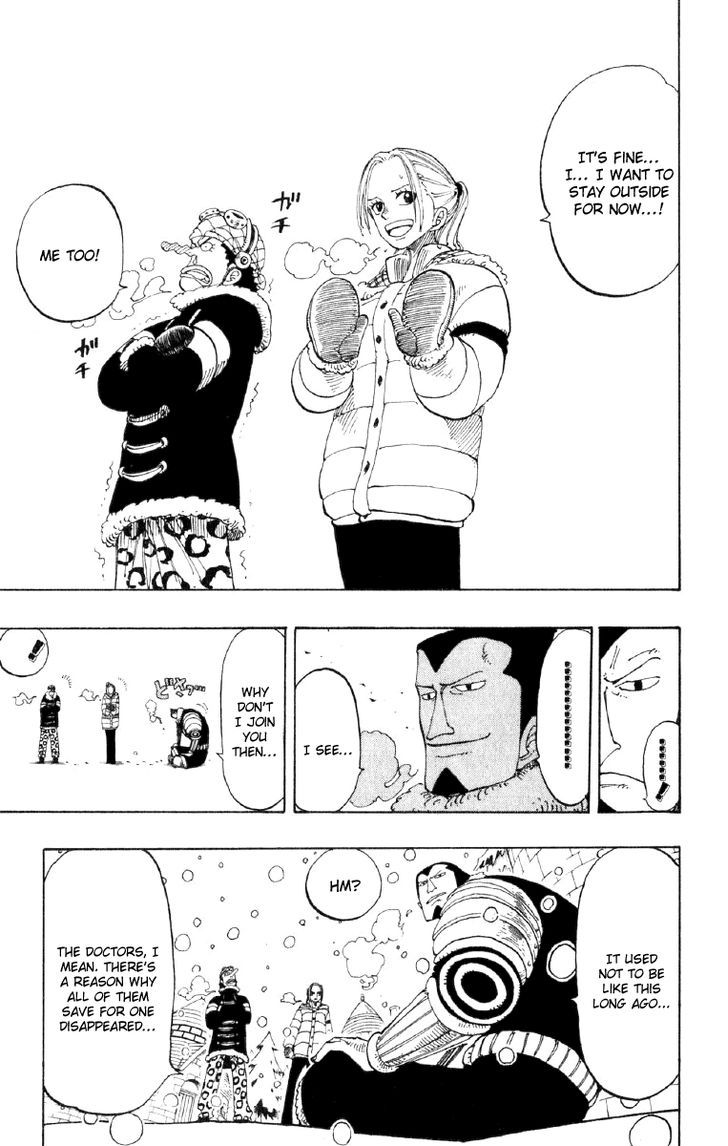 IT'S FINE...
I... I WANT TO
STAY OUTSIDE
FOR NOW...!
ガチ
ME TOO!
ガチ
I SEE...
WHY
DON'T
I JOIN
YOU
THEN...
!
IT USED
NOT TO BE
LIKE THIS
LONG AGO...
HM?
THE DOCTORS, I
MEAN. THERE'S
A REASON WHY
ALL OF THEM
SAVE FOR ONE
DISAPPEARED...